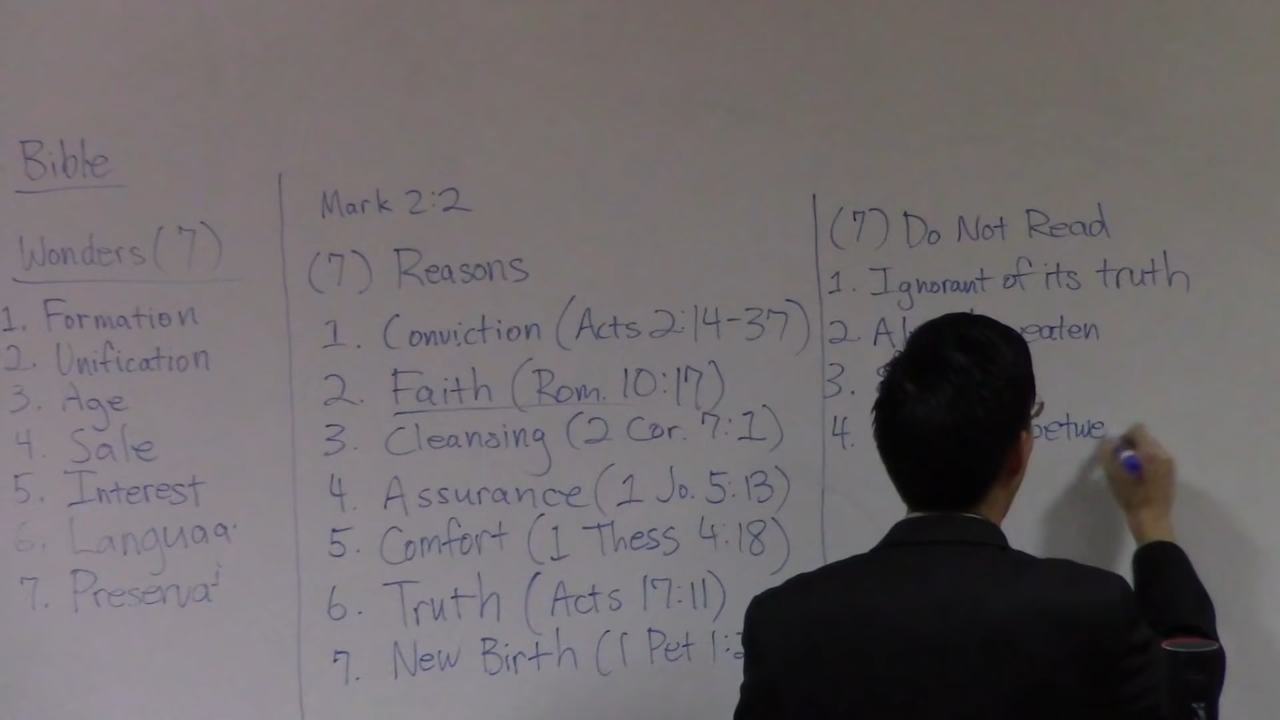 Bible
Wonders (7)
1. Formation
2. Unification
3. Age
4. Sale
5. Interest
6. Languag
7. Preservati
Mark 2:2
(7) Reasons
1. Conviction (Acts 2:14-37)
2. Faith (Rom. 10:17)
3. Cleansing (2 Cor. 7:1)
4. Assurance (1 Jo. 5:13)
5. Comfort (1 Thess 4:18)
6. Truth (Acts 17:11)
7. New Birth (1 Pet 1:
(7) Do Not Read
1. Ignorant of its truth
2. eaten
3.
4. betwe